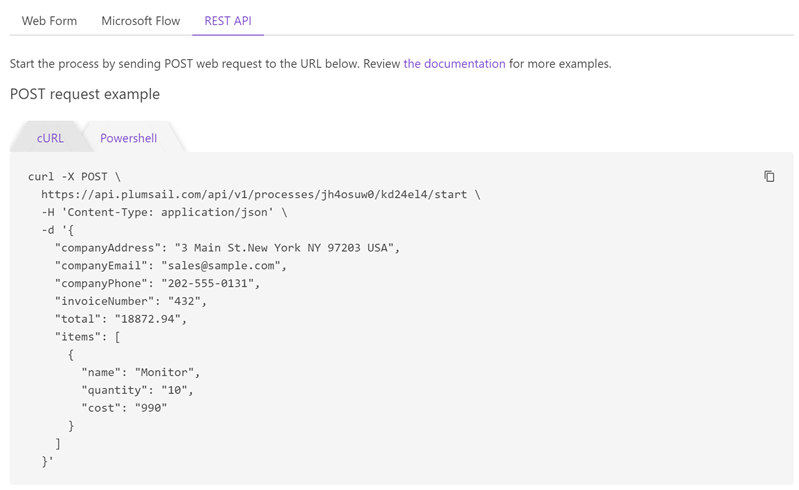 Web Form Microsoft Flow REST API
Start the process by sending POST web request to the URL below. Review the documentation for more examples.
POST request example
cURL Powershell
curl -X POST \
  https://api.plumsail.com/api/v1/processes/jh4osuw0/kd24el4/start \
  -H 'Content-Type: application/json' \
  -d '{
    "companyAddress": "3 Main St.New York NY 97203 USA",
    "companyEmail": "sales@sample.com",
    "companyPhone": "202-555-0131",
    "invoiceNumber": "432",
    "total": "18872.94",
    "items": [
      {
        "name": "Monitor",
        "quantity": "10",
        "cost": "990"
      }
    ]
  }'